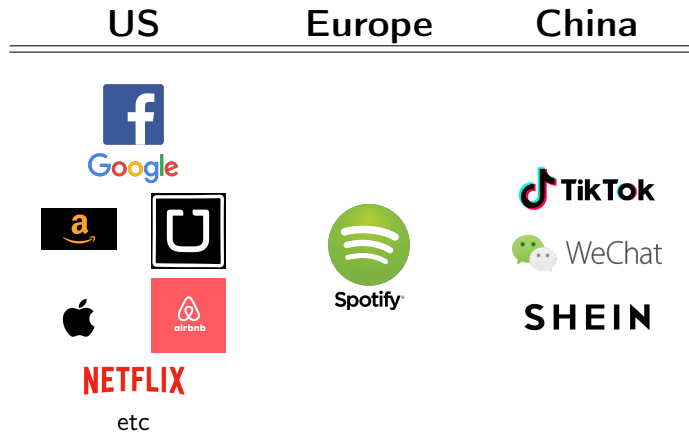 US Europe China
f
Google
TikTok
a
U
WeChat
Spotify
airbnb
SHEIN
NETFLIX
etc